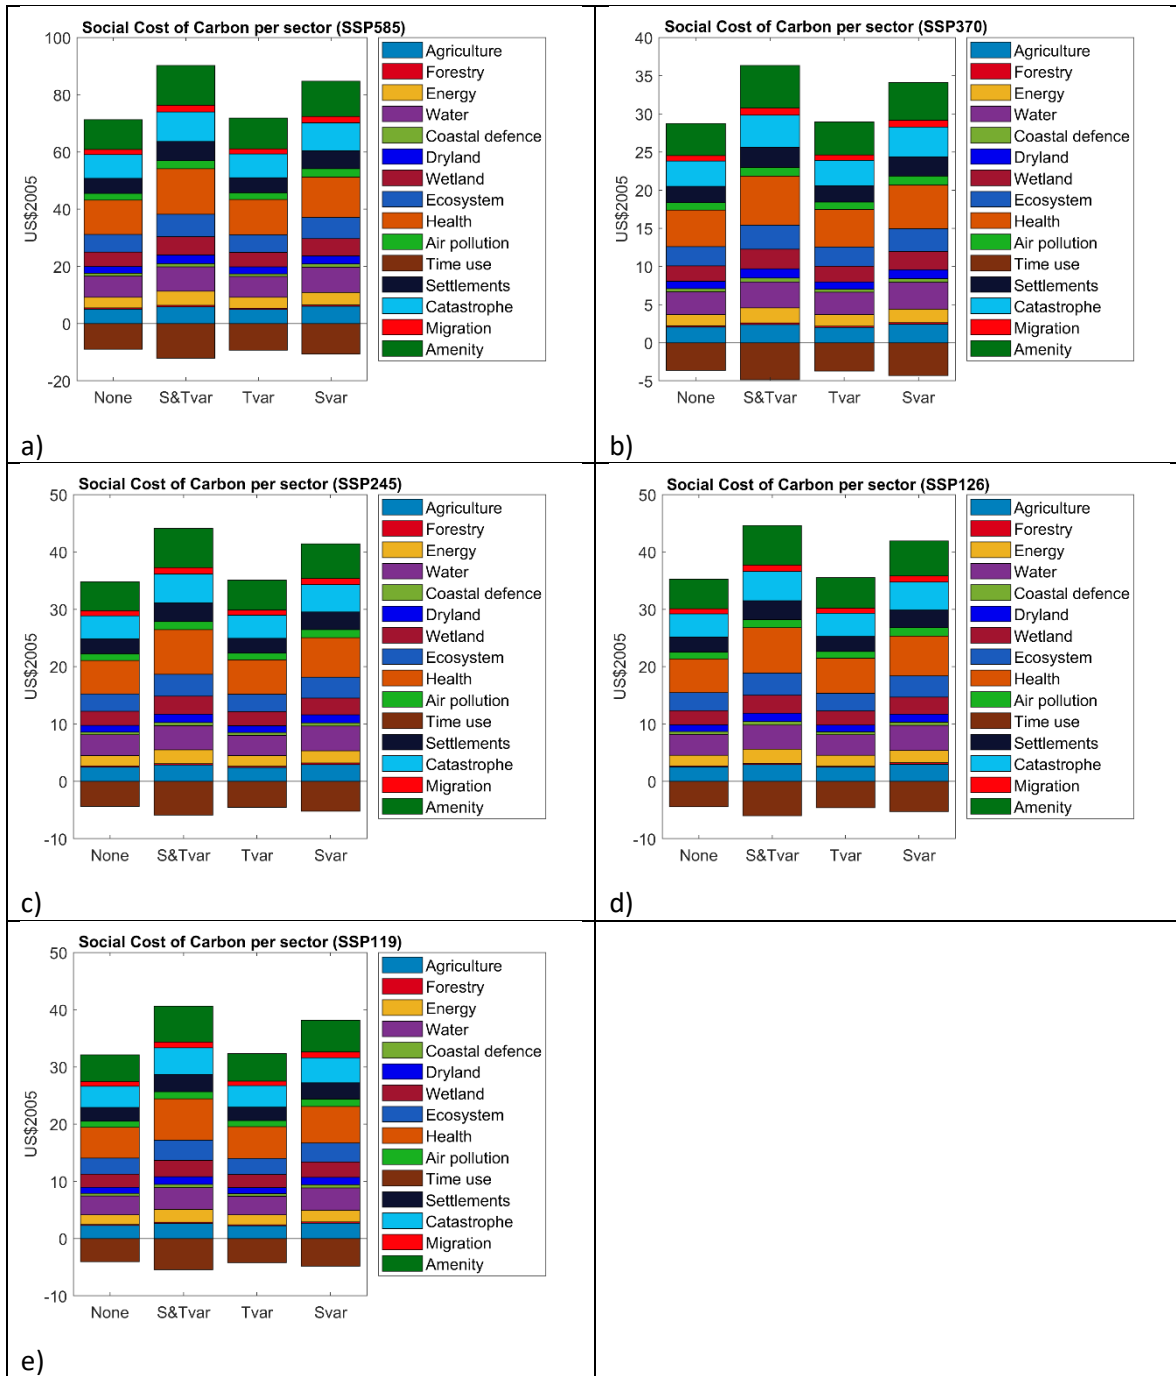 Social Cost of Carbon per sector (SSP585)
100
80
60
40
20
0
-20
US$2005
None S&Tvar Tvar Svar
Agriculture
Forestry
Energy
Water
Coastal defence
Dryland
Wetland
Ecosystem
Health
Air pollution
Time use
Settlements
Catastrophe
Migration
Amenity
a)
Social Cost of Carbon per sector (SSP370)
40
35
30
25
20
15
10
5
0
-5
US$2005
None S&Tvar Tvar Svar
Agriculture
Forestry
Energy
Water
Coastal defence
Dryland
Wetland
Ecosystem
Health
Air pollution
Time use
Settlements
Catastrophe
Migration
Amenity
b)
Social Cost of Carbon per sector (SSP245)
50
40
30
20
10
0
-10
US$2005
None S&Tvar Tvar Svar
Agriculture
Forestry
Energy
Water
Coastal defence
Dryland
Wetland
Ecosystem
Health
Air pollution
Time use
Settlements
Catastrophe
Migration
Amenity
c)
Social Cost of Carbon per sector (SSP126)
50
40
30
20
10
0
-10
US$2005
None S&Tvar Tvar Svar
Agriculture
Forestry
Energy
Water
Coastal defence
Dryland
Wetland
Ecosystem
Health
Air pollution
Time use
Settlements
Catastrophe
Migration
Amenity
d)
Social Cost of Carbon per sector (SSP119)
50
40
30
20
10
0
-10
US$2005
None S&Tvar Tvar Svar
Agriculture
Forestry
Energy
Water
Coastal defence
Dryland
Wetland
Ecosystem
Health
Air pollution
Time use
Settlements
Catastrophe
Migration
Amenity
e)